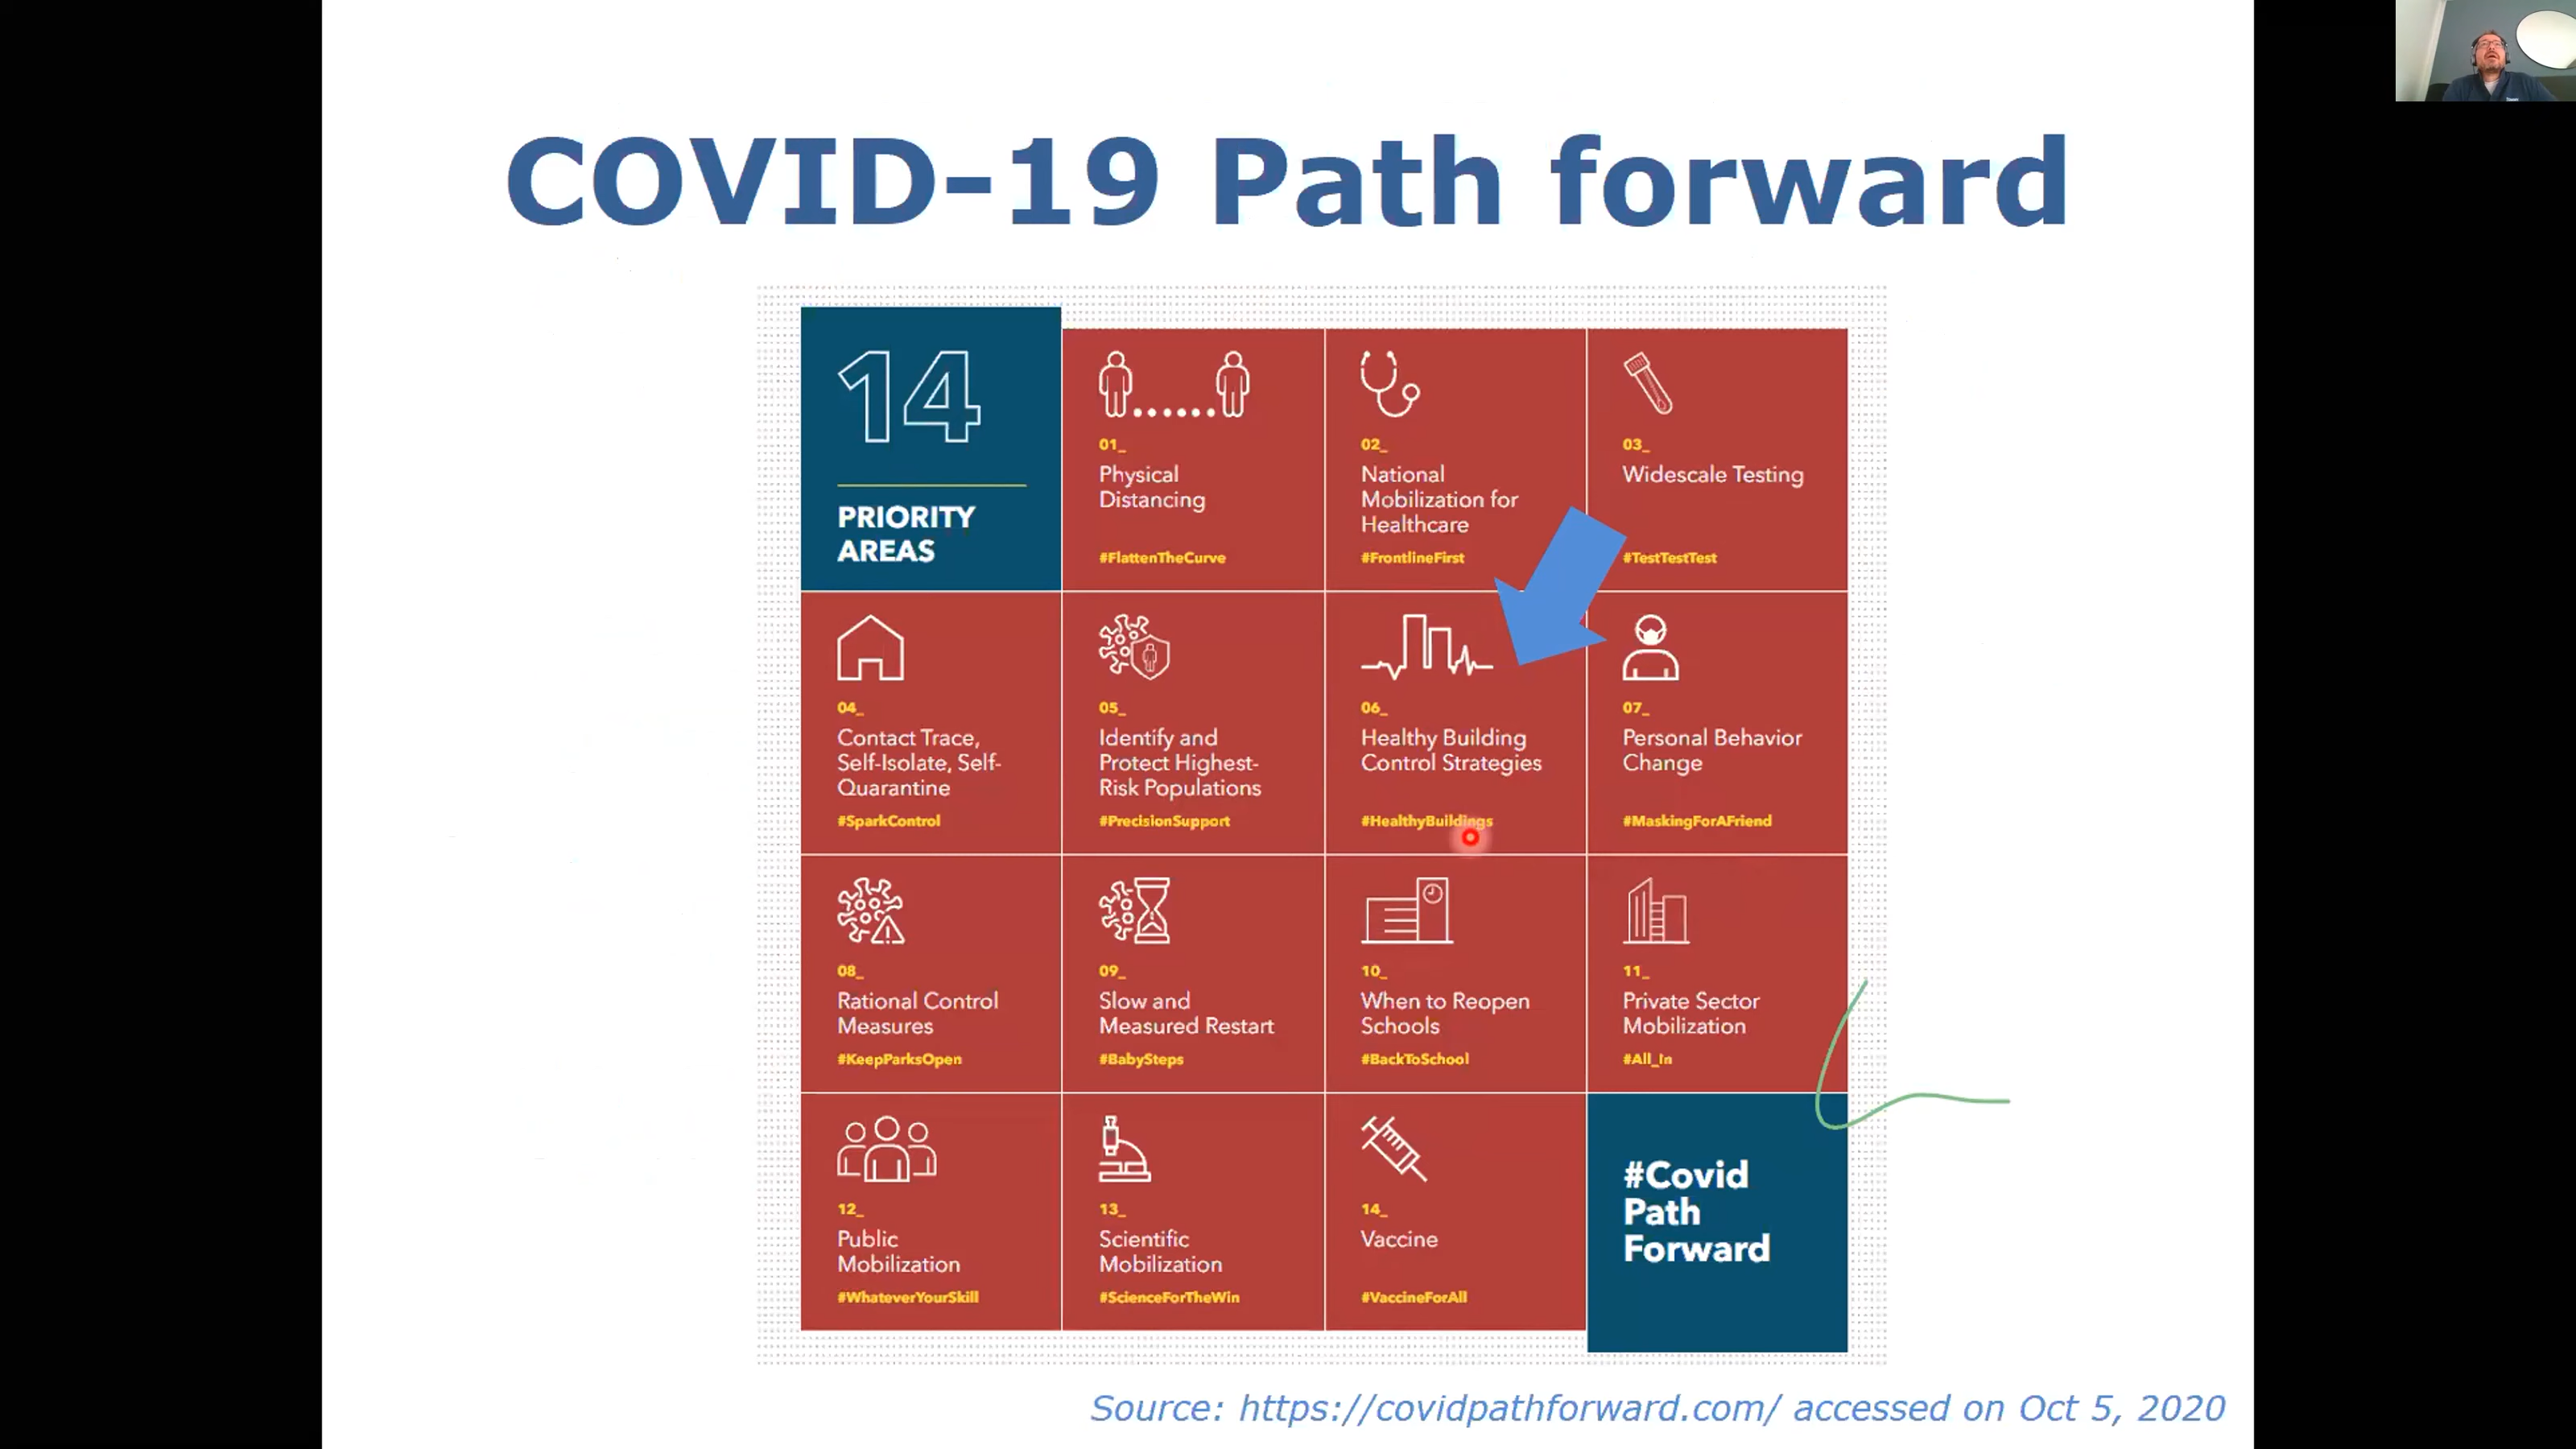 COVID-19 Path forward
14
PRIORITY
AREAS
01_
Physical
Distancing
#FlattenTheCurve
02_
National
Mobilization for
Healthcare
#FrontlineFirst
03_
Widescale Testing
#TestTestTest
04_
Contact Trace,
Self-Isolate, Self-
Quarantine
#SparkControl
05_
Identify and
Protect Highest-
Risk Populations
#PrecisionSupport
06_
Healthy Building
Control Strategies
#HealthyBuildings
07_
Personal Behavior
Change
#MaskingForAFriend
08_
Rational Control
Measures
#KeepParksOpen
09_
Slow and
Measured Restart
#BabySteps
10_
When to Reopen
Schools
#BackToSchool
11_
Private Sector
Mobilization
#All_In
12_
Public
Mobilization
#WhateverYourSkill
13_
Scientific
Mobilization
#ScienceForTheWin
14_
Vaccine
#VaccineForAll
#Covid
Path
Forward
Source: https://covidpathforward.com/ accessed on Oct 5, 2020